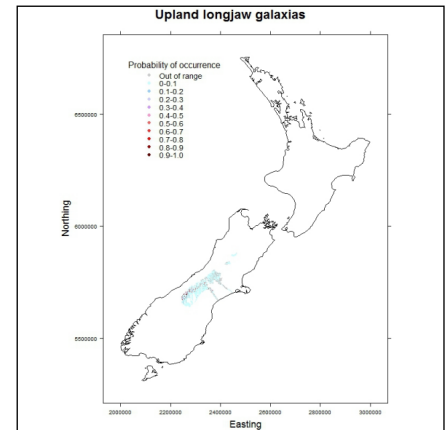 Upland longjaw galaxias
Probability of occurrence
Out of range
0-0.1
0.1-0.2
0.2-0.3
0.3-0.4
0.4-0.5
0.5-0.6
0.6-0.7
0.7-0.8
0.8-0.9
0.9-1.0
Northing
6500000
6000000
5500000
2000000 2200000 2400000 2600000 2800000 3000000
Easting